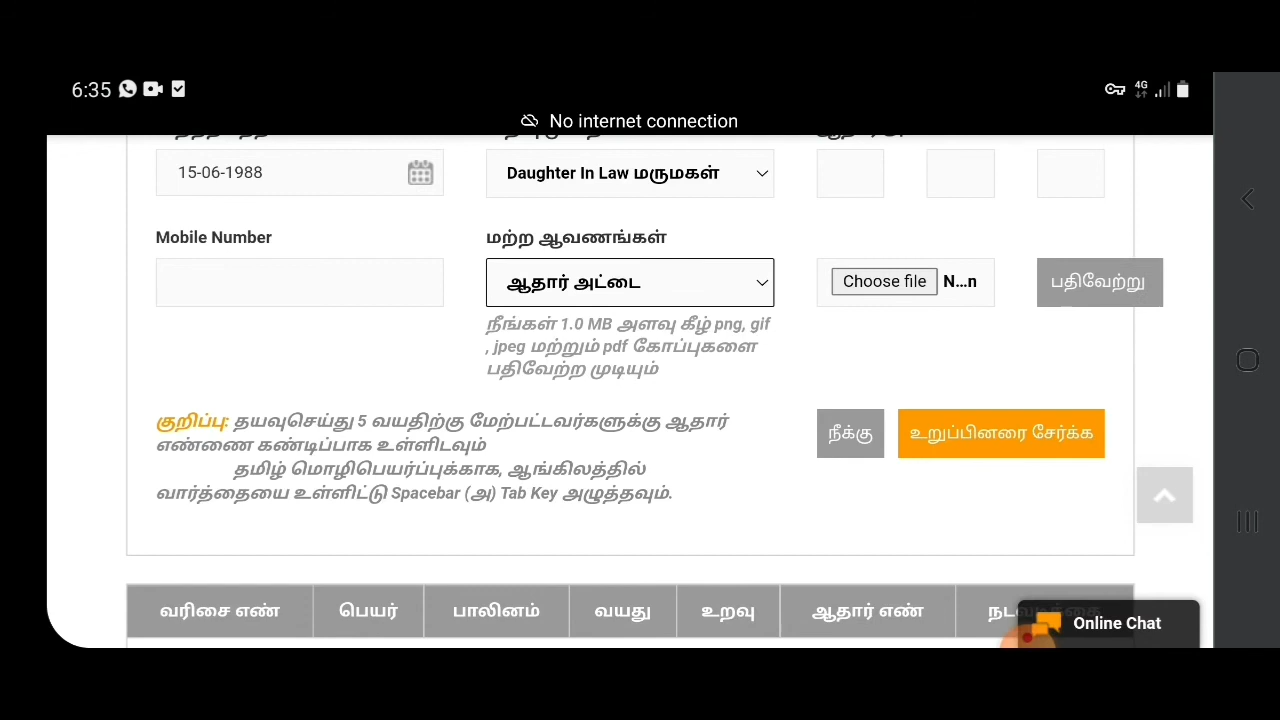 6:35
4G
No internet connection
15-06-1988
Daughter In Law மருமகள்
Mobile Number
மற்ற ஆவணங்கள்
ஆதார் அட்டை
Choose file N...n
பதிவேற்று
நீங்கள் 1.0 MB அளவு கீழ் png, gif
, jpeg மற்றும் pdf கோப்புகளை
பதிவேற்ற முடியும்
குறிப்பு: தயவுசெய்து 5 வயதிற்கு மேற்பட்டவர்களுக்கு ஆதார்
எண்ணை கண்டிப்பாக உள்ளிடவும்
தமிழ் மொழிபெயர்ப்புக்காக, ஆங்கிலத்தில்
வார்த்தையை உள்ளிட்டு Spacebar (அ) Tab Key அழுத்தவும்.
நீக்கு
உறுப்பினரை சேர்க்க
வரிசை எண்
பெயர்
பாலினம்
வயது
உறவு
ஆதார் எண்
Online Chat